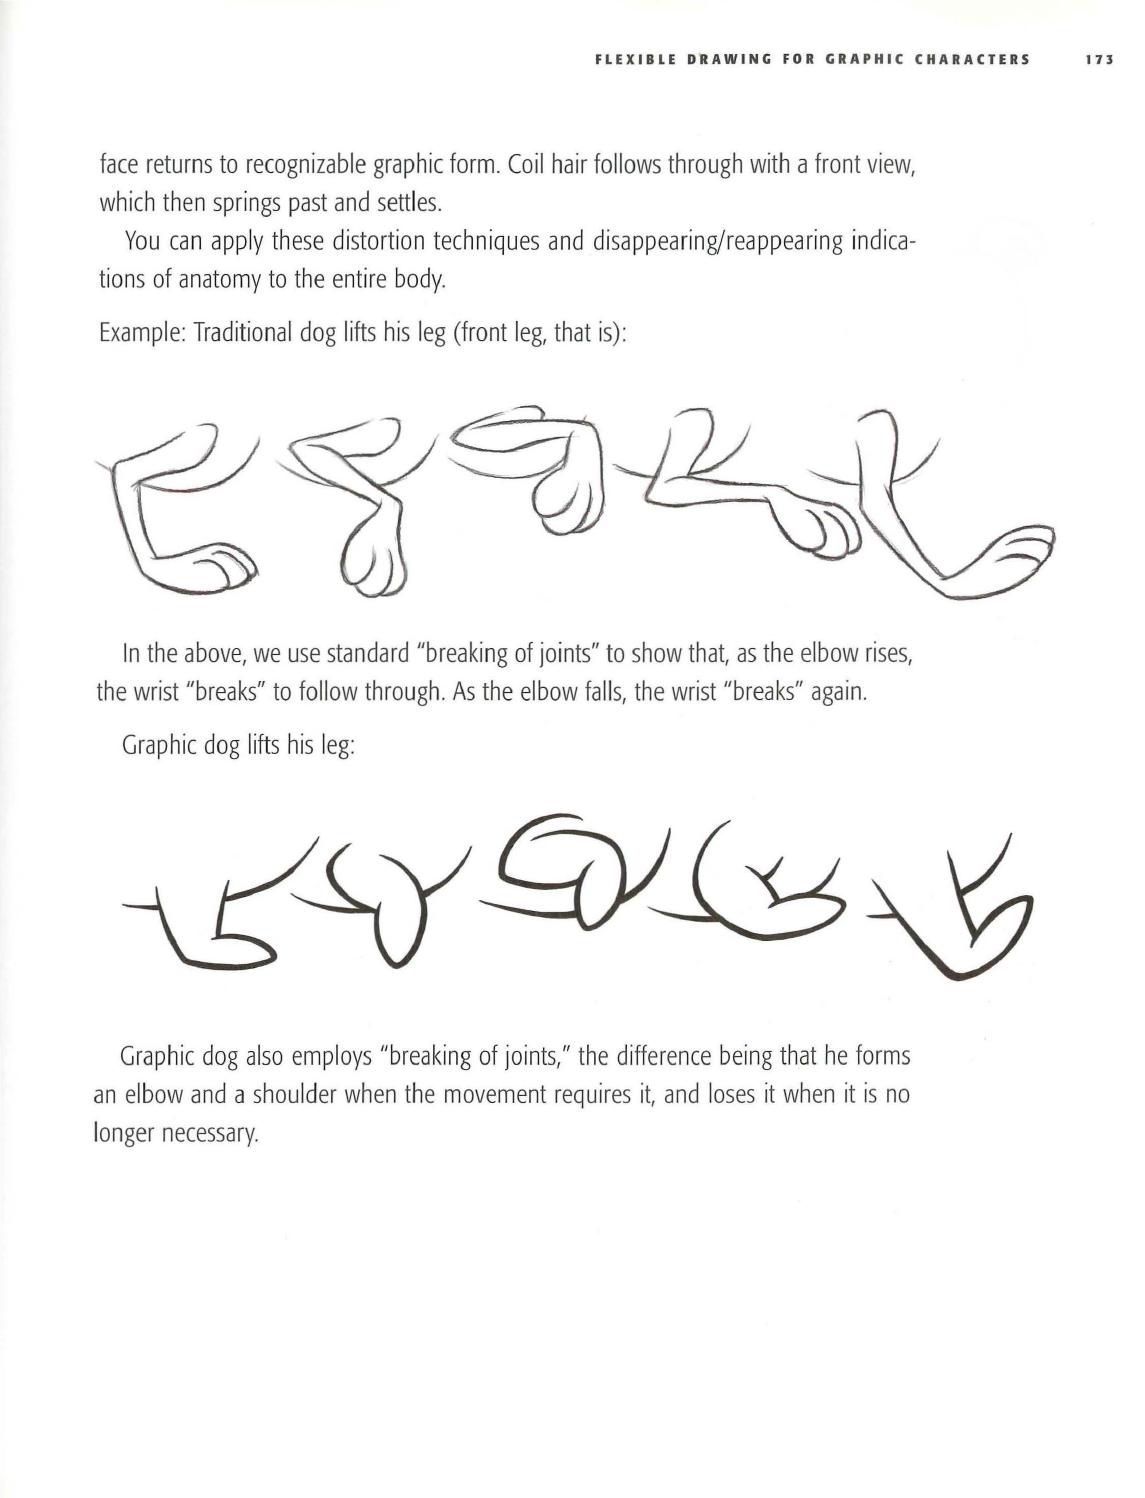 FLEXIBLE DRAWING FOR GRAPHIC CHARACTERS 173
face returns to recognizable graphic form. Coil hair follows through with a front view,
which then springs past and settles.
You can apply these distortion techniques and disappearing/reappearing indica-
tions of anatomy to the entire body.
Example: Traditional dog lifts his leg (front leg, that is):
In the above, we use standard “breaking of joints” to show that, as the elbow rises,
the wrist “breaks” to follow through. As the elbow falls, the wrist “breaks” again.
Graphic dog lifts his leg:
Graphic dog also employs “breaking of joints,” the difference being that he forms
an elbow and a shoulder when the movement requires it, and loses it when it is no
longer necessary.